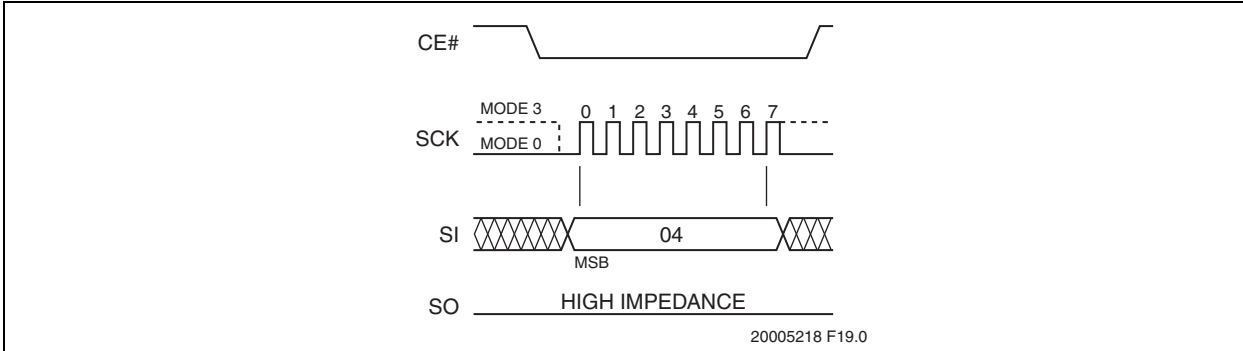 CE#
MODE 3
0 1 2 3 4 5 6 7
SCK
MODE 0
SI
04
MSB
SO
HIGH IMPEDANCE
20005218 F19.0